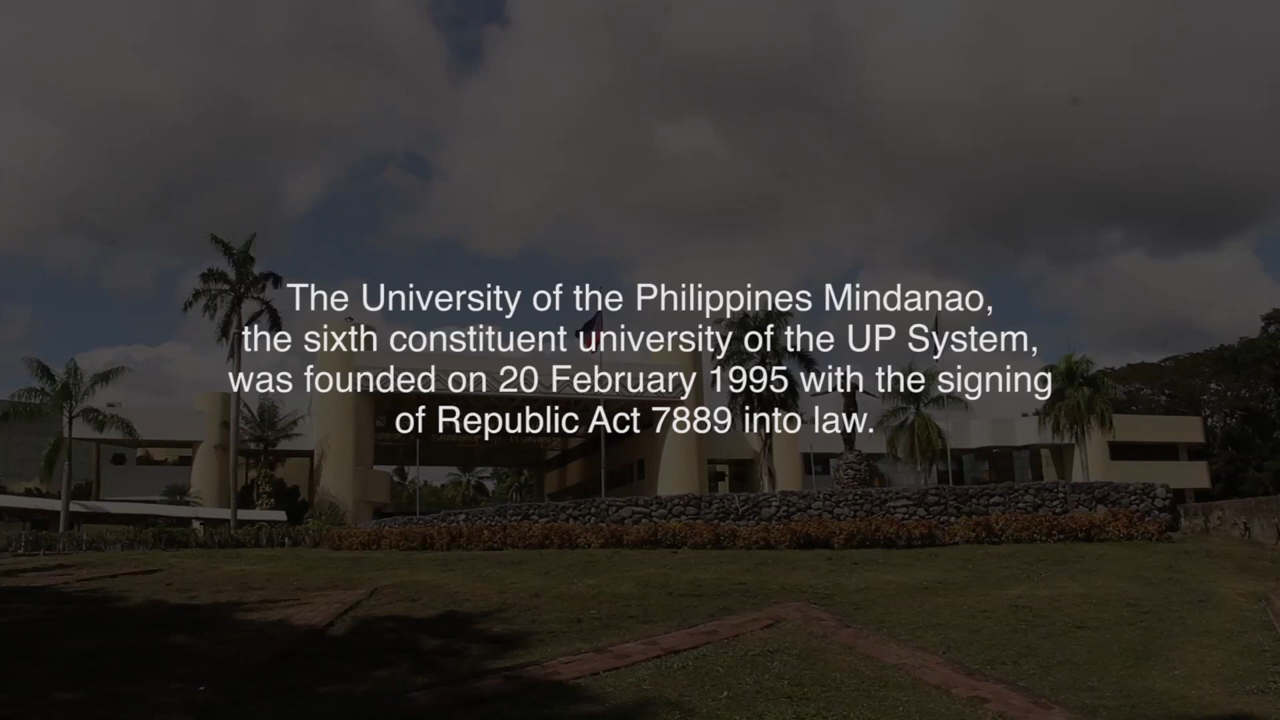 The University of the Philippines Mindanao,
the sixth constituent university of the UP System,
was founded on 20 February 1995 with the signing
of Republic Act 7889 into law.